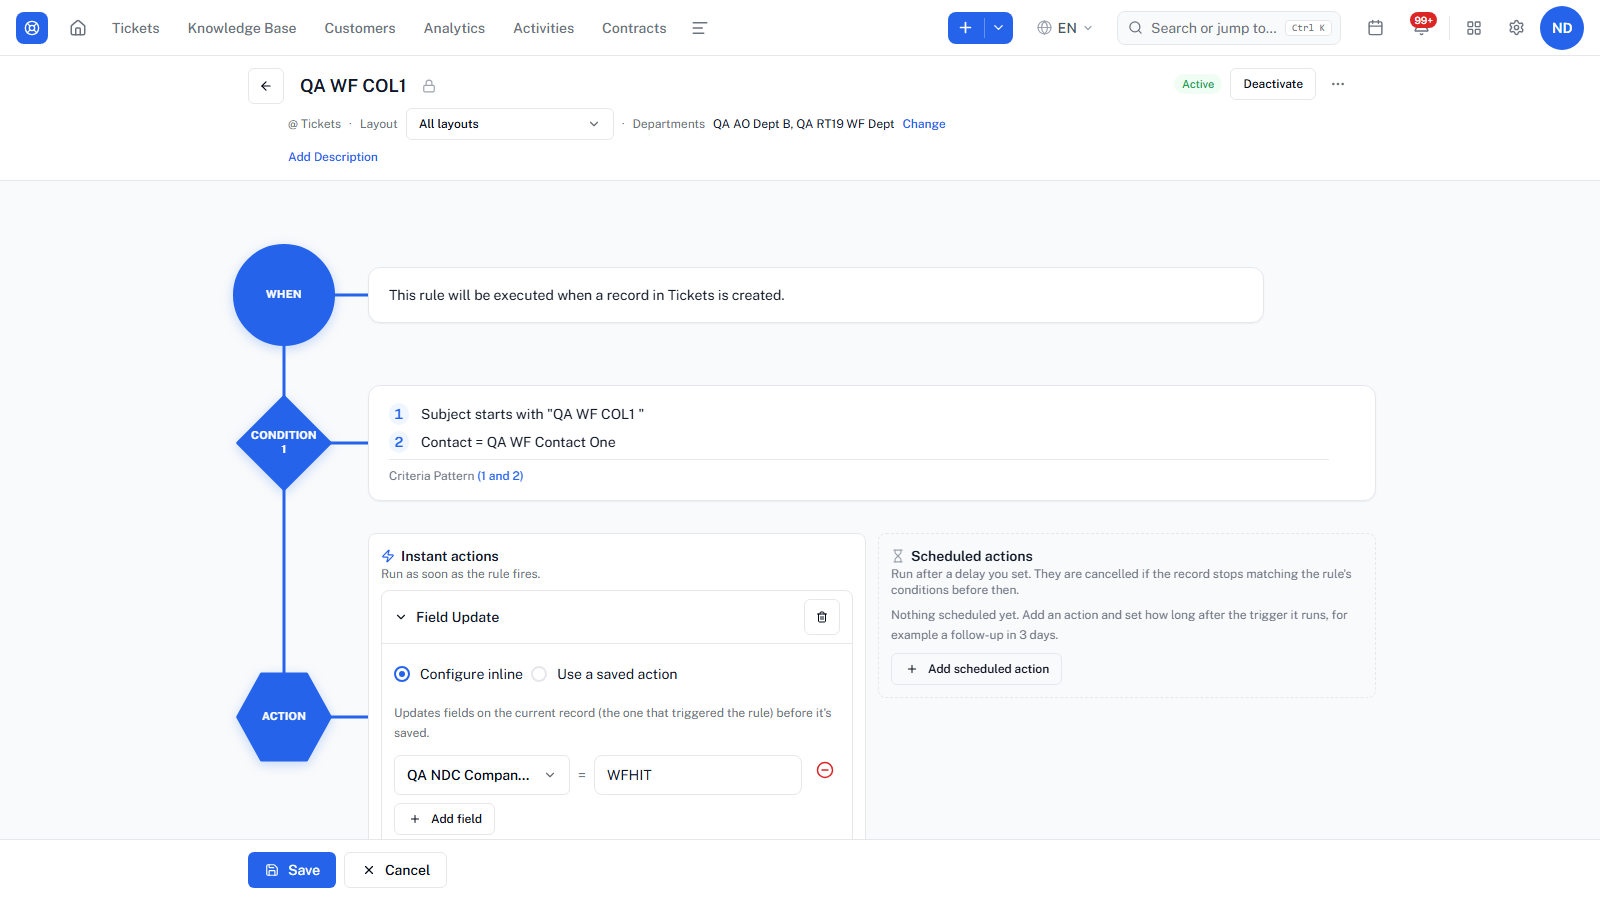 Tickets Knowledge Base Customers Analytics Activities Contracts EN Search or jump to... Ctrl K 99+ ND
QA WF COL1 Active Deactivate
@ Tickets · Layout All layouts · Departments QA AO Dept B, QA RT19 WF Dept Change
Add Description
WHEN
This rule will be executed when a record in Tickets is created.
CONDITION
1
1 Subject starts with "QA WF COL1 "
2 Contact = QA WF Contact One
Criteria Pattern (1 and 2)
Instant actions
Run as soon as the rule fires.
Field Update
Configure inline Use a saved action
Updates fields on the current record (the one that triggered the rule) before it's
saved.
QA NDC Compan... = WFHIT
Add field
Scheduled actions
Run after a delay you set. They are cancelled if the record stops matching the rule's
conditions before then.
Nothing scheduled yet. Add an action and set how long after the trigger it runs, for
example a follow-up in 3 days.
Add scheduled action
ACTION
Save Cancel